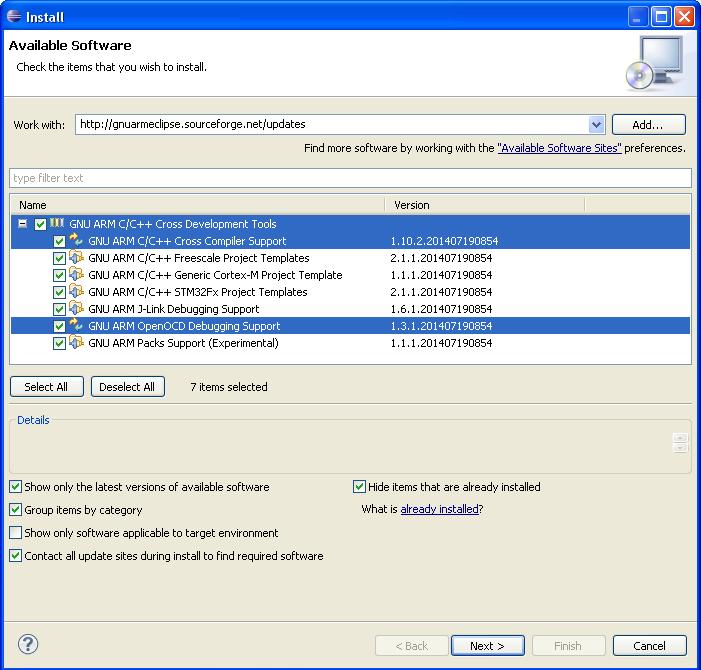 Install
Available Software
Check the items that you wish to install.
Work with: http://gnuarmeclipse.sourceforge.net/updates Add...
Find more software by working with the "Available Software Sites" preferences.
type filter text
Name Version
GNU ARM C/C++ Cross Development Tools
GNU ARM C/C++ Cross Compiler Support 1.10.2.201407190854
GNU ARM C/C++ Freescale Project Templates 2.1.1.201407190854
GNU ARM C/C++ Generic Cortex-M Project Template 1.1.1.201407190854
GNU ARM C/C++ STM32Fx Project Templates 2.1.1.201407190854
GNU ARM J-Link Debugging Support 1.6.1.201407190854
GNU ARM OpenOCD Debugging Support 1.3.1.201407190854
GNU ARM Packs Support (Experimental) 1.1.1.201407190854
Select All Deselect All 7 items selected
Details
Show only the latest versions of available software Hide items that are already installed
Group items by category What is already installed?
Show only software applicable to target environment
Contact all update sites during install to find required software
? < Back Next > Finish Cancel